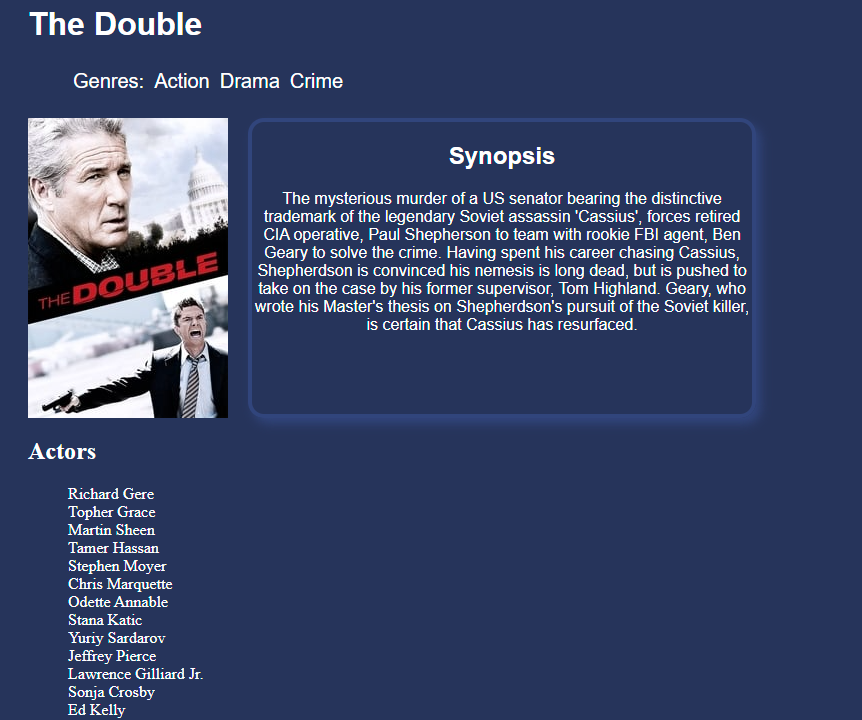 The Double
Genres: Action Drama Crime
THE DOUBLE
Synopsis
The mysterious murder of a US senator bearing the distinctive
trademark of the legendary Soviet assassin 'Cassius', forces retired
CIA operative, Paul Shepherson to team with rookie FBI agent, Ben
Geary to solve the crime. Having spent his career chasing Cassius,
Shepherdson is convinced his nemesis is long dead, but is pushed to
take on the case by his former supervisor, Tom Highland. Geary, who
wrote his Master's thesis on Shepherdson's pursuit of the Soviet killer,
is certain that Cassius has resurfaced.
Actors
Richard Gere
Topher Grace
Martin Sheen
Tamer Hassan
Stephen Moyer
Chris Marquette
Odette Annable
Stana Katic
Yuriy Sardarov
Jeffrey Pierce
Lawrence Gilliard Jr.
Sonja Crosby
Ed Kelly